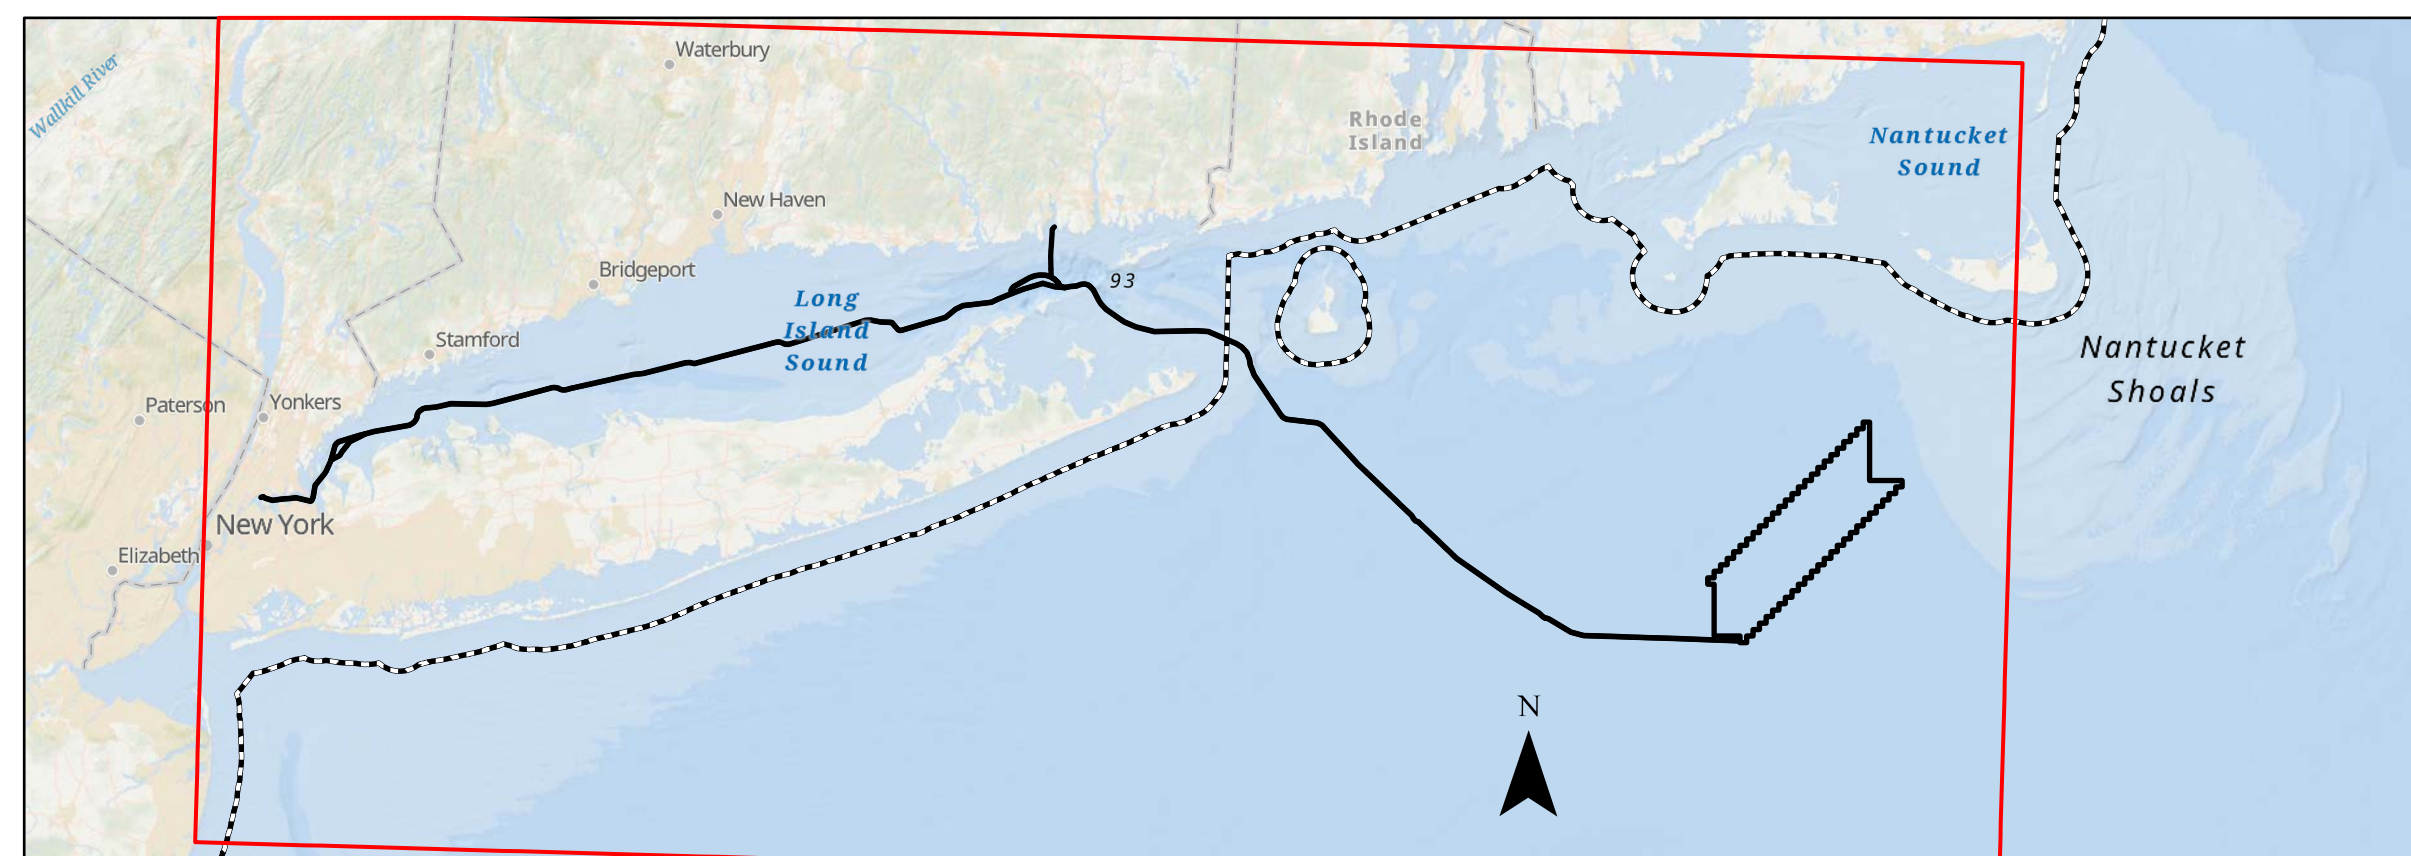 Waterbury
Wallkill River
Rhode
Island
Nantucket
Sound
New Haven
Bridgeport
93
Long
Island
Sound
Stamford
Nantucket
Shoals
Paterson
Yonkers
New York
Elizabeth
N